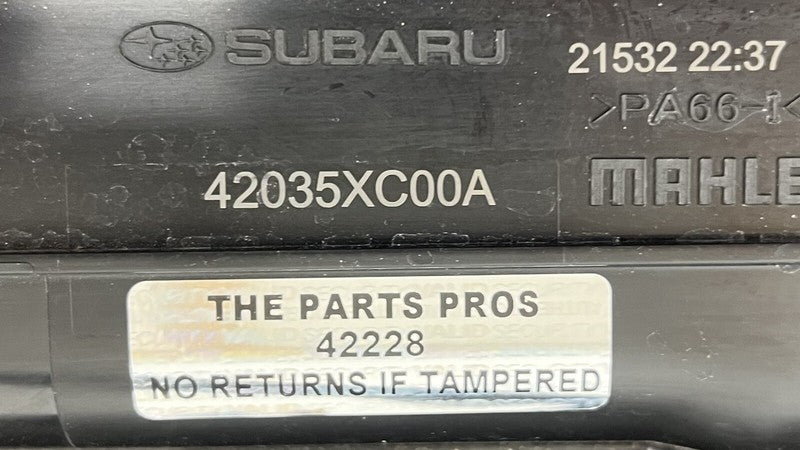 SUBARU
21532 22:37
>PA66-I<
42035XC00A
MAHLE
THE PARTS PROS
42228
NO RETURNS IF TAMPERED